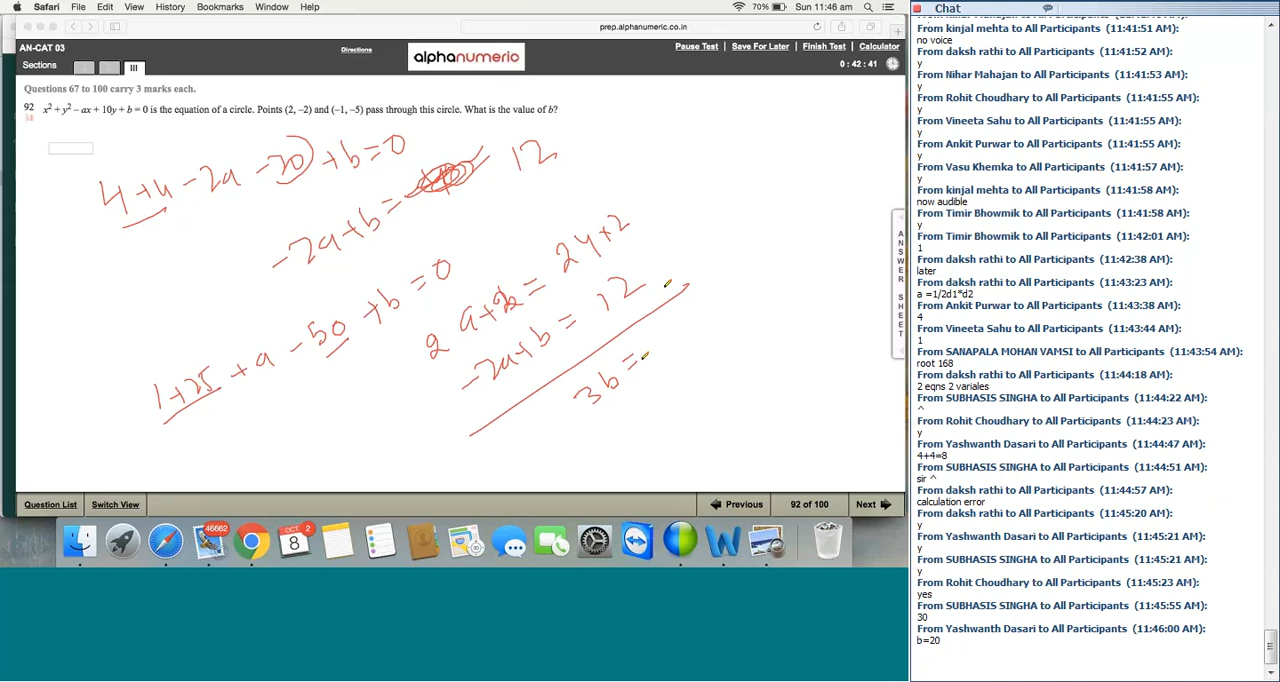 Safari File Edit View History Bookmarks Window Help
70% Sun 11:46 am
prep.alphanumeric.co.in
AN-CAT 03
Directions
alphanumeric
Pause Test Save For Later Finish Test Calculator
Sections
III
0 : 42 : 41
Questions 67 to 100 carry 3 marks each.
92 x² + y² – ax + 10y + b = 0 is the equation of a circle. Points (2, –2) and (–1, –5) pass through this circle. What is the value of b?
4+4 -2a -20 +b=0
-2a+b= 12
1+25 +a -50 +b =0
2 a+2b = 24×2
-2a+b = 12
3b =
ANSWER SHEET
Question List Switch View
Previous 92 of 100 Next
46662
OCT 2
8
Chat
From kinjal mehta to All Participants (11:41:51 AM):
no voice
From daksh rathi to All Participants (11:41:52 AM):
y
From Nihar Mahajan to All Participants (11:41:53 AM):
y
From Rohit Choudhary to All Participants (11:41:55 AM):
y
From Vineeta Sahu to All Participants (11:41:55 AM):
y
From Ankit Purwar to All Participants (11:41:55 AM):
y
From Vasu Khemka to All Participants (11:41:57 AM):
y
From kinjal mehta to All Participants (11:41:58 AM):
now audible
From Timir Bhowmik to All Participants (11:41:58 AM):
y
From Timir Bhowmik to All Participants (11:42:01 AM):
1
From daksh rathi to All Participants (11:42:38 AM):
later
From daksh rathi to All Participants (11:43:23 AM):
a =1/2d1*d2
From Ankit Purwar to All Participants (11:43:38 AM):
4
From Vineeta Sahu to All Participants (11:43:44 AM):
1
From SANAPALA MOHAN VAMSI to All Participants (11:43:54 AM):
root 168
From daksh rathi to All Participants (11:44:18 AM):
2 eqns 2 variales
From SUBHASIS SINGHA to All Participants (11:44:22 AM):
^
From Rohit Choudhary to All Participants (11:44:23 AM):
y
From Yashwanth Dasari to All Participants (11:44:47 AM):
4+4=8
From SUBHASIS SINGHA to All Participants (11:44:51 AM):
sir ^
From daksh rathi to All Participants (11:44:57 AM):
calculation error
From daksh rathi to All Participants (11:45:20 AM):
y
From Yashwanth Dasari to All Participants (11:45:21 AM):
y
From SUBHASIS SINGHA to All Participants (11:45:21 AM):
y
From Rohit Choudhary to All Participants (11:45:23 AM):
yes
From SUBHASIS SINGHA to All Participants (11:45:55 AM):
30
From Yashwanth Dasari to All Participants (11:46:00 AM):
b=20